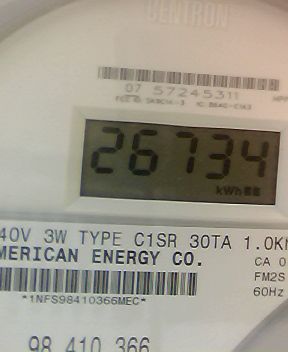 CENTRON
07 57245311
26734
kWh
40V 3W TYPE C1SR 30TA 1.0K
MERICAN ENERGY CO.
CA 0
FM2S
60Hz
*1NFS98410366MEC*
98 410 366